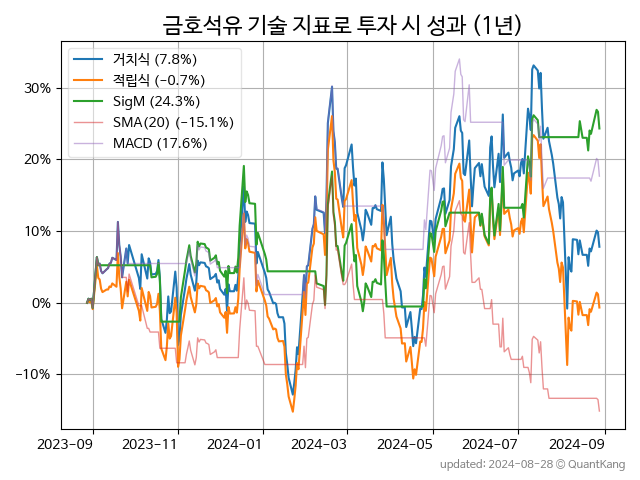 금호석유 기술 지표로 투자 시 성과 (1년)
거치식 (7.8%)
적립식 (−0.7%)
SigM (24.3%)
SMA(20) (−15.1%)
MACD (17.6%)
30%
20%
10%
0%
−10%
2023-09 2023-11 2024-01 2024-03 2024-05 2024-07 2024-09
updated: 2024-08-28 © QuantKang